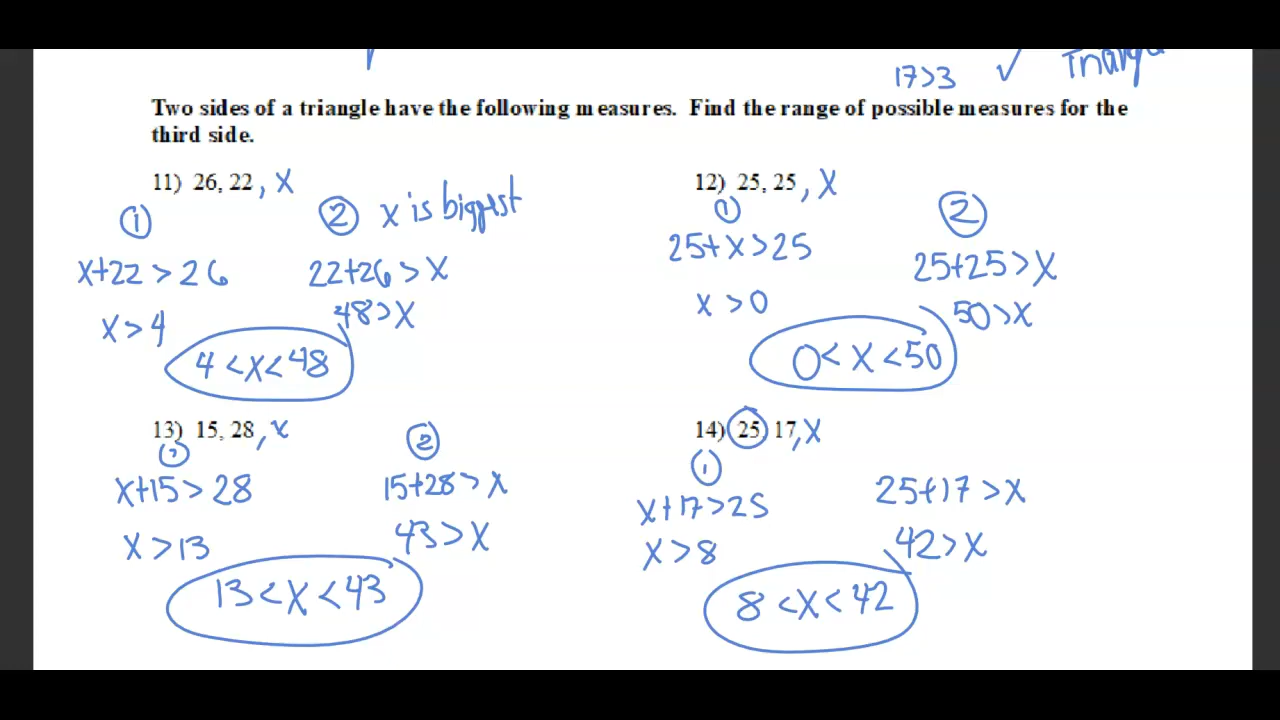 17>3 ✓
Two sides of a triangle have the following measures. Find the range of possible measures for the
third side.
11) 26, 22, x
① ② x is biggest
x+22 > 26
x > 4
22+26 > x
48 > x
4 < x < 48
12) 25, 25, x
① ②
25+x > 25
x > 0
25+25 > x
50 > x
0 < x < 50
13) 15, 28, x
②
x+15 > 28
x > 13
15+28 > x
43 > x
13 < x < 43
14) 25, 17, x
①
x+17 > 25
x > 8
25+17 > x
42 > x
8 < x < 42